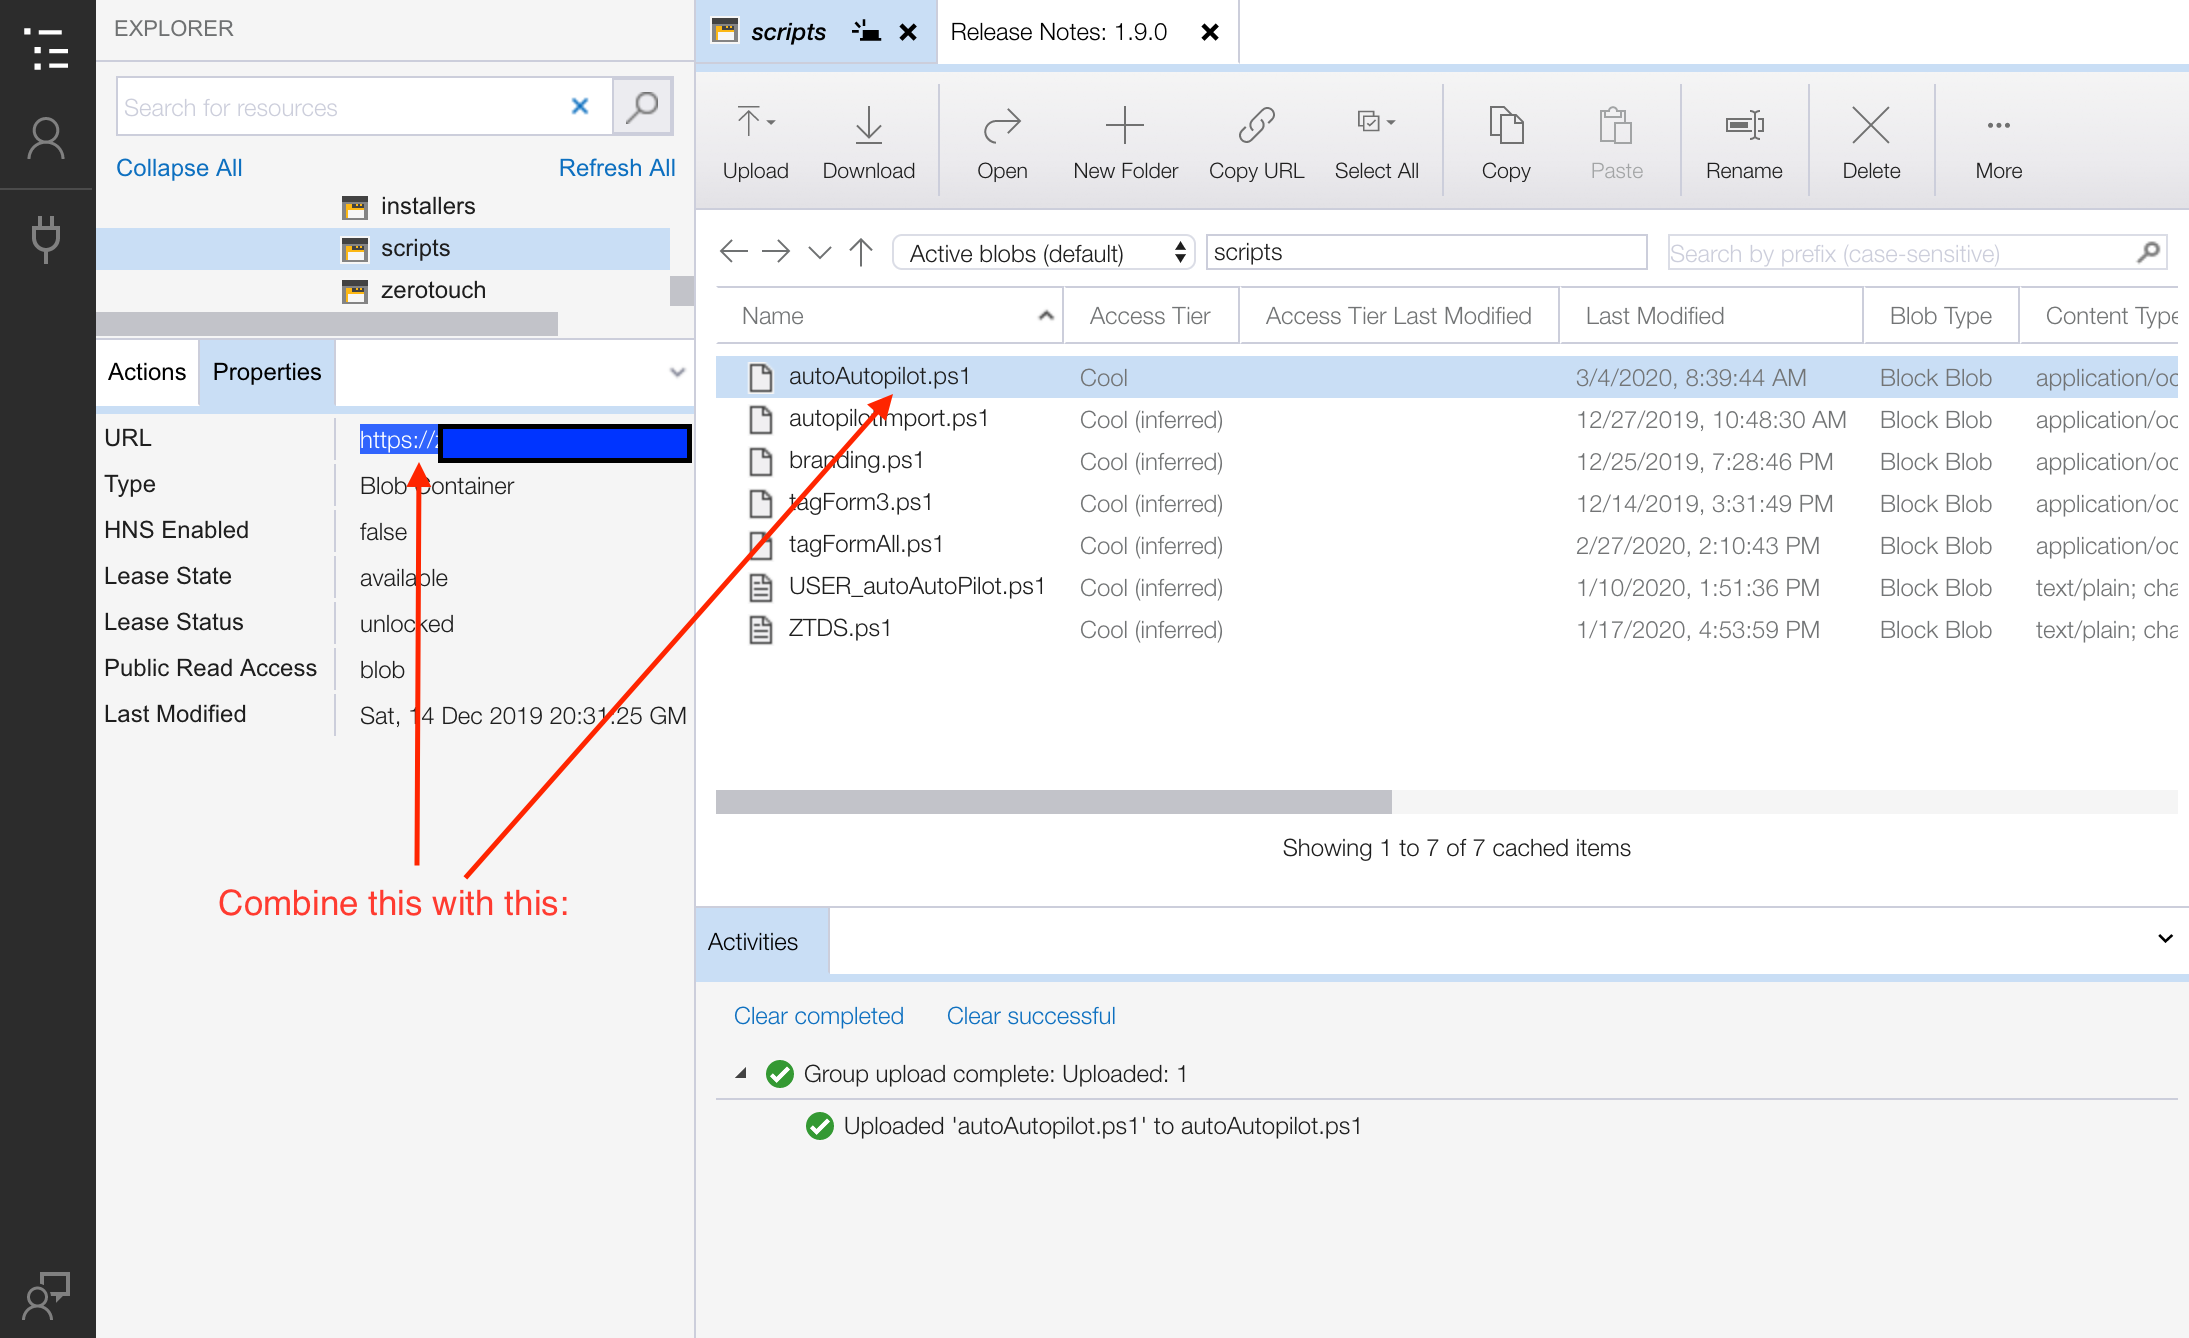 EXPLORER
Search for resources
Collapse All
Refresh All
installers
scripts
zerotouch
Actions
Properties
URL
https://
Type
Blob Container
HNS Enabled
false
Lease State
available
Lease Status
unlocked
Public Read Access
blob
Last Modified
Sat, 14 Dec 2019 20:31:25 GM
Combine this with this:
scripts
Release Notes: 1.9.0
Upload
Download
Open
New Folder
Copy URL
Select All
Copy
Paste
Rename
Delete
More
Active blobs (default)
scripts
Search by prefix (case-sensitive)
Name
Access Tier
Access Tier Last Modified
Last Modified
Blob Type
Content Type
autoAutopilot.ps1 Cool 3/4/2020, 8:39:44 AM Block Blob application/oc
autopilotimport.ps1 Cool (inferred) 12/27/2019, 10:48:30 AM Block Blob application/oc
branding.ps1 Cool (inferred) 12/25/2019, 7:28:46 PM Block Blob application/oc
tagForm3.ps1 Cool (inferred) 12/14/2019, 3:31:49 PM Block Blob application/oc
tagFormAll.ps1 Cool (inferred) 2/27/2020, 2:10:43 PM Block Blob application/oc
USER_autoAutoPilot.ps1 Cool (inferred) 1/10/2020, 1:51:36 PM Block Blob text/plain; cha
ZTDS.ps1 Cool (inferred) 1/17/2020, 4:53:59 PM Block Blob text/plain; cha
Showing 1 to 7 of 7 cached items
Activities
Clear completed
Clear successful
Group upload complete: Uploaded: 1
Uploaded 'autoAutopilot.ps1' to autoAutopilot.ps1